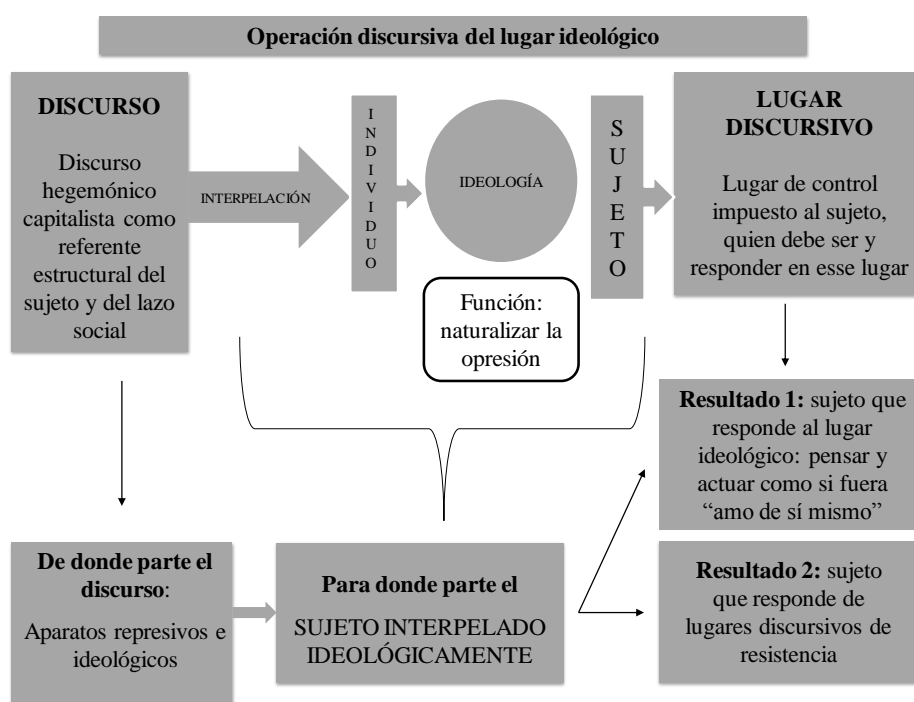 Operación discursiva del lugar ideológico
DISCURSO
Discurso
hegemónico
capitalista como
referente
estructural del
sujeto y del lazo
social
INTERPELACIÓN
INDIVIDUO
IDEOLOGÍA
Función:
naturalizar la
opresión
SUJETO
LUGAR
DISCURSIVO
Lugar de control
impuesto al sujeto,
quien debe ser y
responder en ese lugar
Resultado 1: sujeto que
responde al lugar
ideológico: pensar y
actuar como si fuera
“amo de sí mismo”
De donde parte el
discurso:
Aparatos represivos e
ideológicos
Para donde parte el
SUJETO INTERPELADO
IDEOLÓGICAMENTE
Resultado 2: sujeto
que responde de
lugares discursivos de
resistencia